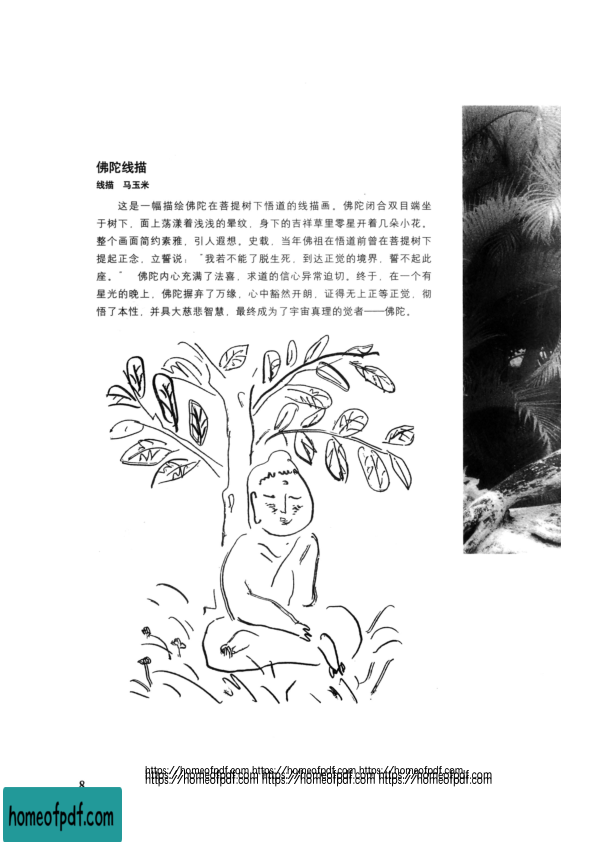 佛陀线描
线描 马玉米
这是一幅描绘佛陀在菩提树下悟道的线描画。佛陀闭合双目端坐
于树下，面上荡漾着浅浅的晕纹，身下的吉祥草里零星开着几朵小花。
整个画面简约素雅，引人遐想。史载，当年佛祖在悟道前曾在菩提树下
提起正念，立誓说：“我若不能了脱生死，到达正觉的境界，誓不起此
座。” 佛陀内心充满了法喜，求道的信心异常迫切。终于，在一个有
星光的晚上，佛陀摒弃了万缘，心中豁然开朗，证得无上正等正觉，彻
悟了本性，并具大慈悲智慧，最终成为了宇宙真理的觉者——佛陀。
https://homeofpdf.com https://homeofpdf.com https://homeofpdf.com
https://homeofpdf.com https://homeofpdf.com https://homeofpdf.com
8
homeofpdf.com